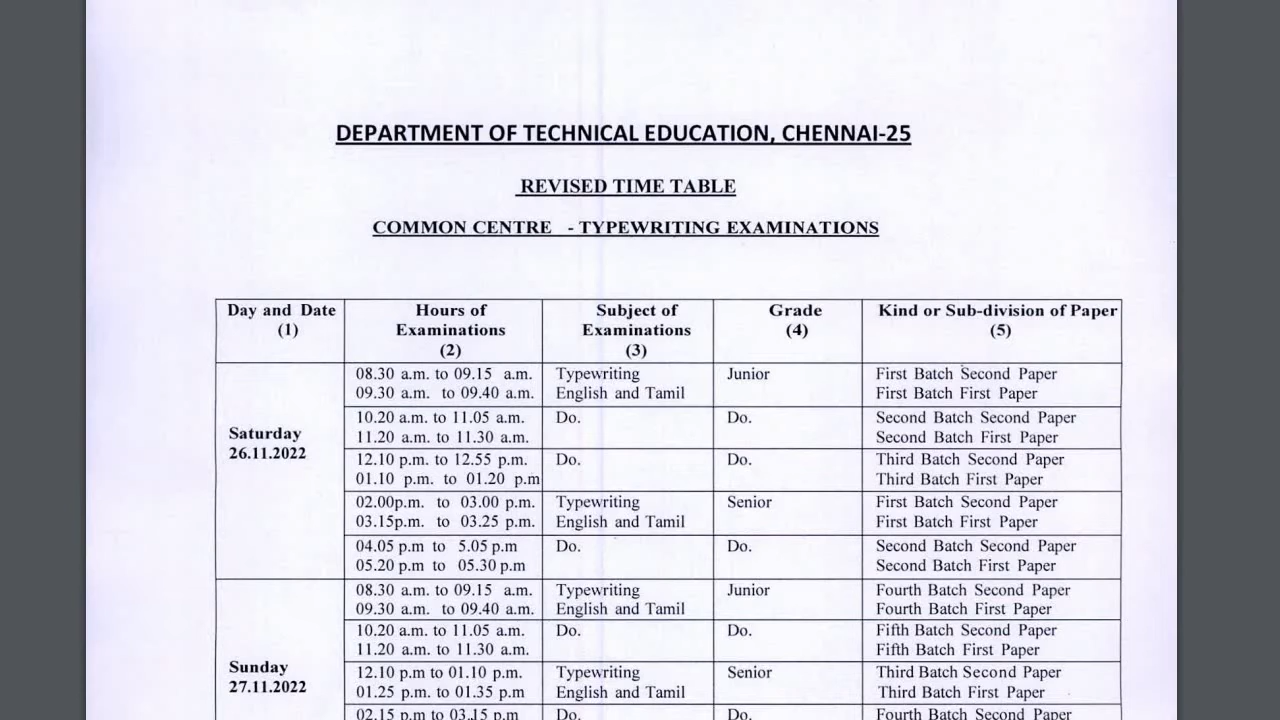 DEPARTMENT OF TECHNICAL EDUCATION, CHENNAI-25
REVISED TIME TABLE
COMMON CENTRE - TYPEWRITING EXAMINATIONS
Day and Date (1) Hours of Examinations (2) Subject of Examinations (3) Grade (4) Kind or Sub-division of Paper (5)
Saturday 26.11.2022
08.30 a.m. to 09.15 a.m. Typewriting Junior First Batch Second Paper
09.30 a.m. to 09.40 a.m. English and Tamil First Batch First Paper
10.20 a.m. to 11.05 a.m. Do. Do. Second Batch Second Paper
11.20 a.m. to 11.30 a.m. Second Batch First Paper
12.10 p.m. to 12.55 p.m. Do. Do. Third Batch Second Paper
01.10 p.m. to 01.20 p.m Third Batch First Paper
02.00p.m. to 03.00 p.m. Typewriting Senior First Batch Second Paper
03.15p.m. to 03.25 p.m. English and Tamil First Batch First Paper
04.05 p.m to 5.05 p.m Do. Do. Second Batch Second Paper
05.20 p.m to 05.30 p.m Second Batch First Paper
Sunday 27.11.2022
08.30 a.m. to 09.15 a.m. Typewriting Junior Fourth Batch Second Paper
09.30 a.m. to 09.40 a.m. English and Tamil Fourth Batch First Paper
10.20 a.m. to 11.05 a.m. Do. Do. Fifth Batch Second Paper
11.20 a.m. to 11.30 a.m. Fifth Batch First Paper
12.10 p.m to 01.10 p.m. Typewriting Senior Third Batch Second Paper
01.25 p.m. to 01.35 p.m English and Tamil Third Batch First Paper
02.15 p.m to 03.15 p.m Do. Do. Fourth Batch Second Paper